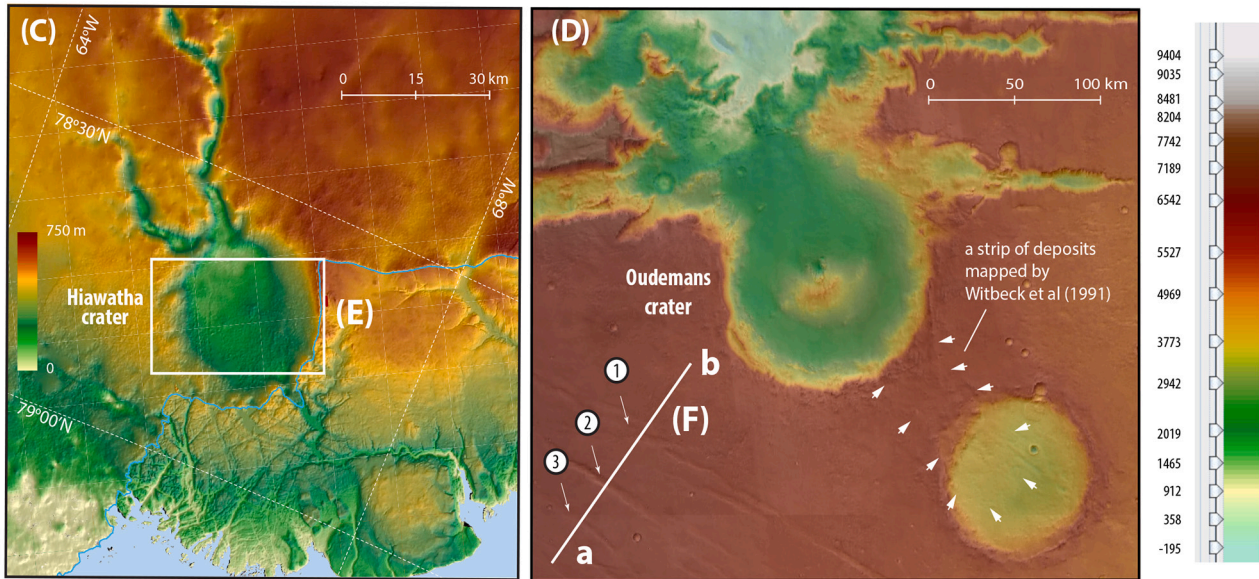 (C)
64°W
78°30'N
0 15 30 km
68°W
750 m
0
Hiawatha
crater
(E)
79°00'N
(D)
0 50 100 km
Oudemans
crater
a strip of deposits
mapped by
Witbeck et al (1991)
1
2
3
b
(F)
a
9404
9035
8481
8204
7742
7189
6542
5527
4969
3773
2942
2019
1465
912
358
-195